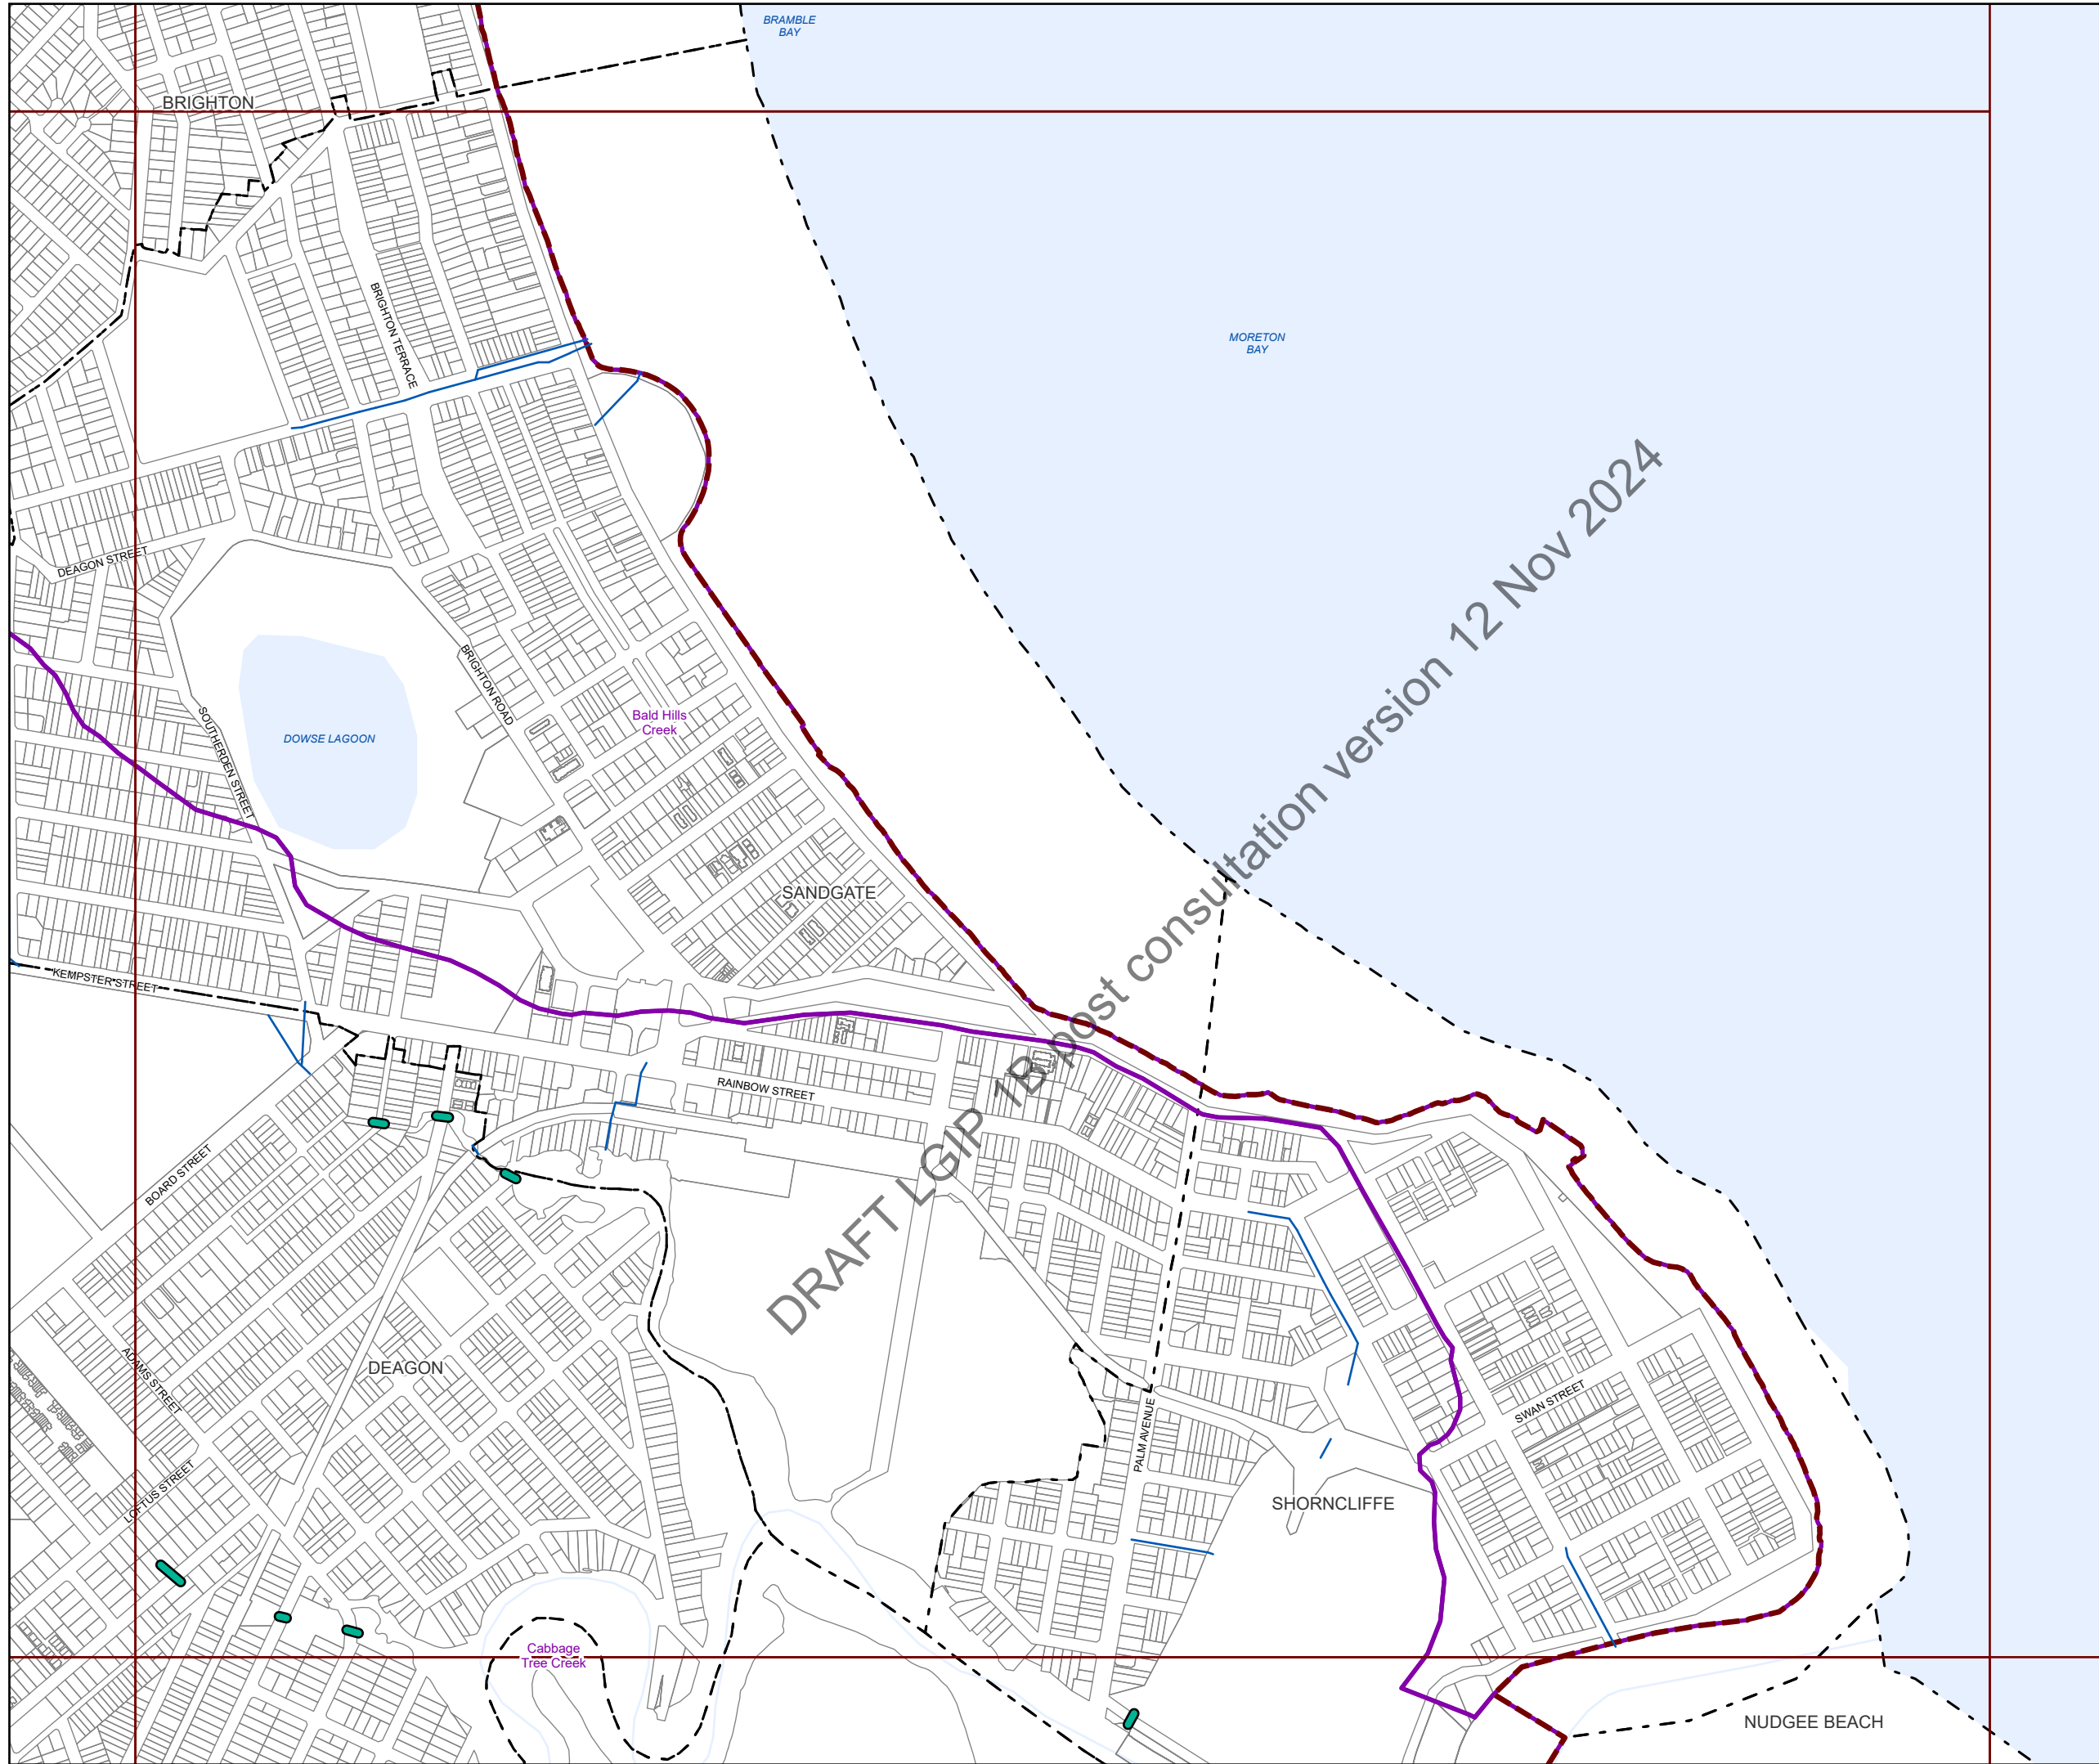 BRAMBLE
BAY
BRIGHTON
BRIGHTON TERRACE
MORETON
BAY
DEAGON STREET
BRIGHTON ROAD
SOUTHERDEN STREET
Bald Hills
Creek
DOWSE LAGOON
SANDGATE
KEMPSTER STREET
RAINBOW STREET
BOARD STREET
DRAFT LGIP 1B post consultation version 12 Nov 2024
ADAMS STREET
DEAGON
SWAN STREET
PALM AVENUE
LOFTUS STREET
SHORNCLIFFE
Cabbage
Tree Creek
NUDGEE BEACH